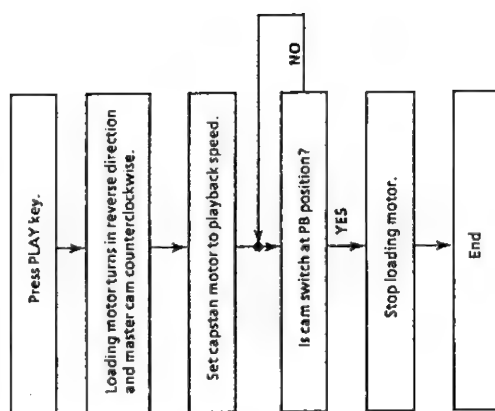 Press PLAY key.
Loading motor turns in reverse direction
and master cam counterclockwise.
Set capstan motor to playback speed.
Is cam switch at PB position?
NO
YES
Stop loading motor.
End